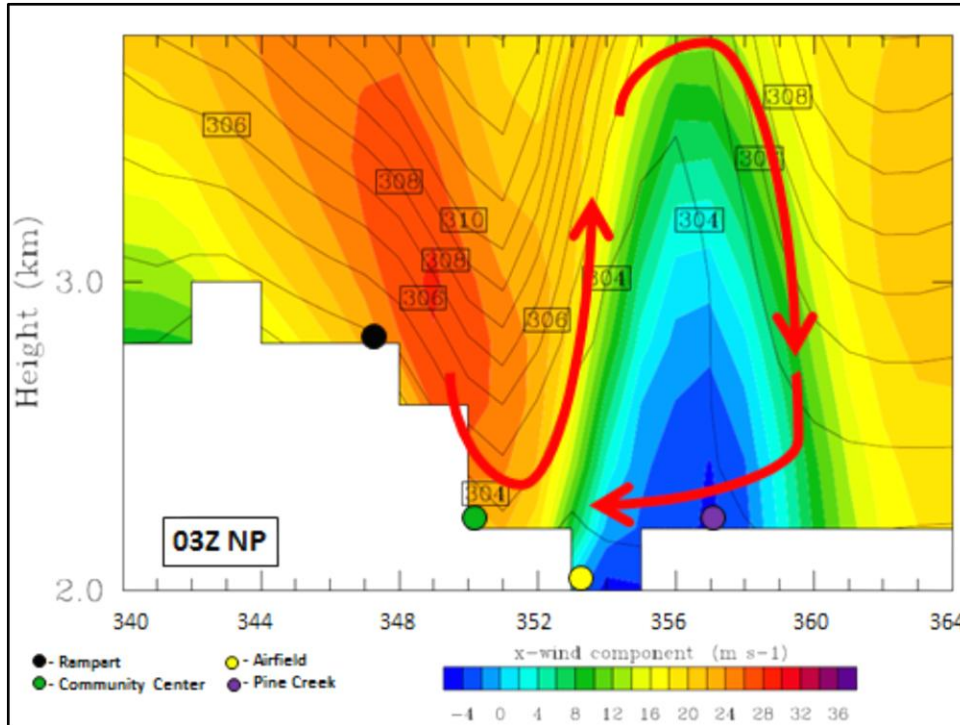 306
308
308
306
310
304
308
306
308
304
306
304
Height (km)
3.0
2.0
03Z NP
340 344 348 352 356 360 364
- Rampart
- Airfield
- Community Center
- Pine Creek
x-wind component (m s-1)
-4 0 4 8 12 16 20 24 28 32 36